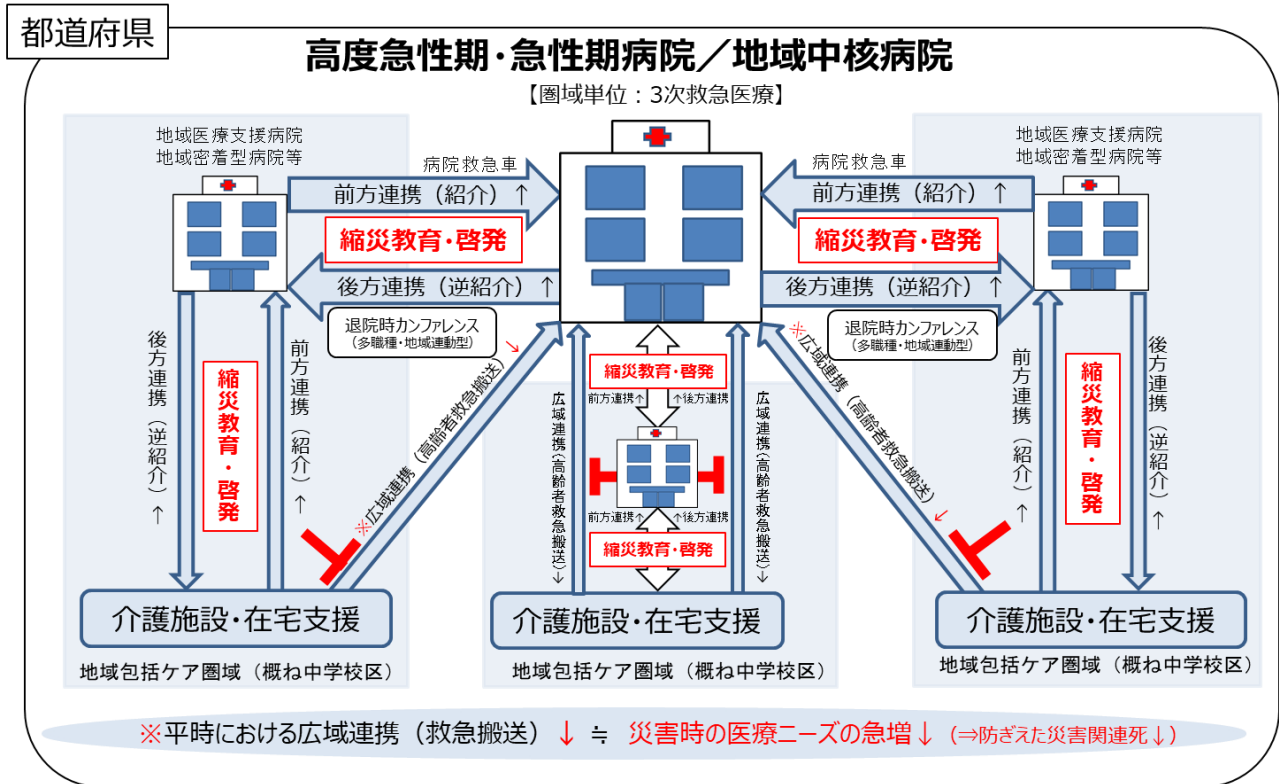 都道府県
高度急性期・急性期病院／地域中核病院
【圏域単位：3次救急医療】
地域医療支援病院
地域密着型病院等
病院救急車
前方連携（紹介）↑
縮災教育・啓発
後方連携（逆紹介）↑
退院時カンファレンス
（多職種・地域連動型）
後方連携（逆紹介）↑
縮災教育・啓発
前方連携（紹介）↑
※広域連携（高齢者救急搬送）↓
介護施設・在宅支援
地域包括ケア圏域（概ね中学校区）
広域連携（高齢者救急搬送）↓
縮災教育・啓発
前方連携↑ ↑後方連携
前方連携↑ ↑後方連携
縮災教育・啓発
広域連携（高齢者救急搬送）↓
介護施設・在宅支援
地域包括ケア圏域（概ね中学校区）
地域医療支援病院
地域密着型病院等
病院救急車
前方連携（紹介）↑
縮災教育・啓発
後方連携（逆紹介）↑
退院時カンファレンス
（多職種・地域連動型）
※広域連携（高齢者救急搬送）↓
前方連携（紹介）↑
縮災教育・啓発
後方連携（逆紹介）↑
介護施設・在宅支援
地域包括ケア圏域（概ね中学校区）
※平時における広域連携（救急搬送）↓ ≒ 災害時の医療ニーズの急増↓（⇒防ぎえた災害関連死↓）